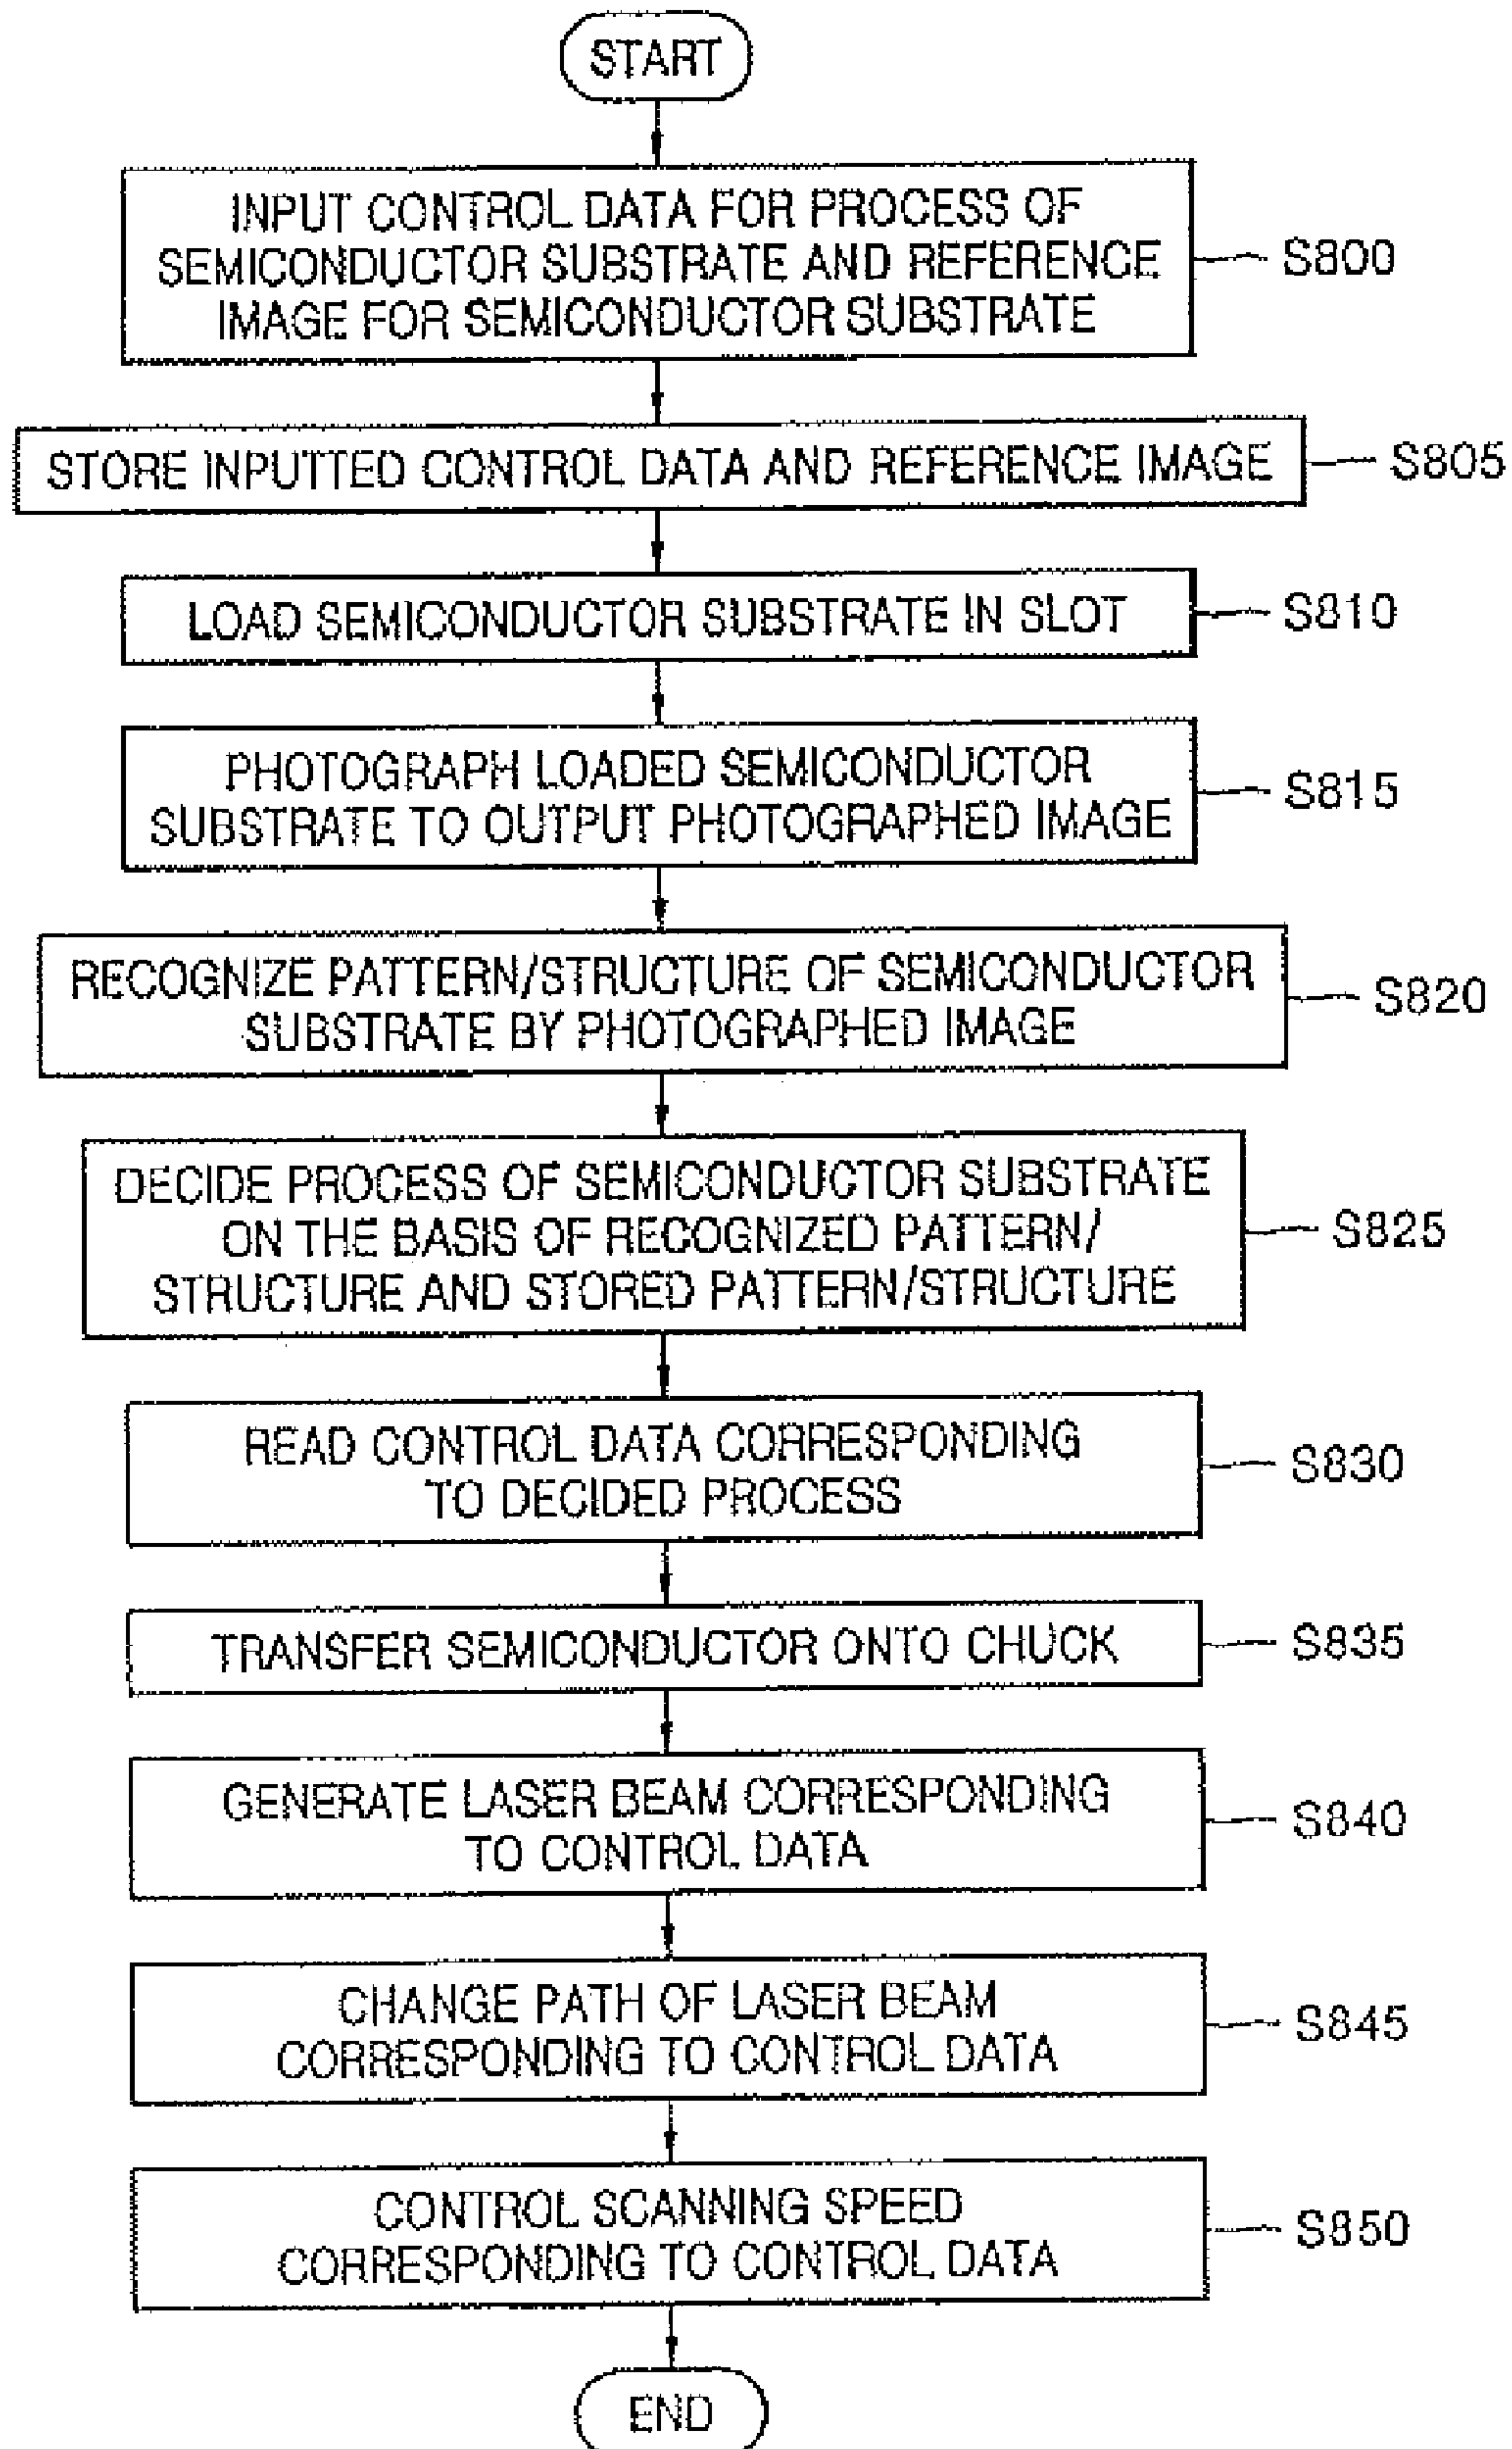 START
INPUT CONTROL DATA FOR PROCESS OF
SEMICONDUCTOR SUBSTRATE AND REFERENCE
IMAGE FOR SEMICONDUCTOR SUBSTRATE
S800
STORE INPUTTED CONTROL DATA AND REFERENCE IMAGE
S805
LOAD SEMICONDUCTOR SUBSTRATE IN SLOT
S810
PHOTOGRAPH LOADED SEMICONDUCTOR
SUBSTRATE TO OUTPUT PHOTOGRAPHED IMAGE
S815
RECOGNIZE PATTERN/STRUCTURE OF SEMICONDUCTOR
SUBSTRATE BY PHOTOGRAPHED IMAGE
S820
DECIDE PROCESS OF SEMICONDUCTOR SUBSTRATE
ON THE BASIS OF RECOGNIZED PATTERN/
STRUCTURE AND STORED PATTERN/STRUCTURE
S825
READ CONTROL DATA CORRESPONDING
TO DECIDED PROCESS
S830
TRANSFER SEMICONDUCTOR ONTO CHUCK
S835
GENERATE LASER BEAM CORRESPONDING
TO CONTROL DATA
S840
CHANGE PATH OF LASER BEAM
CORRESPONDING TO CONTROL DATA
S845
CONTROL SCANNING SPEED
CORRESPONDING TO CONTROL DATA
S850
END